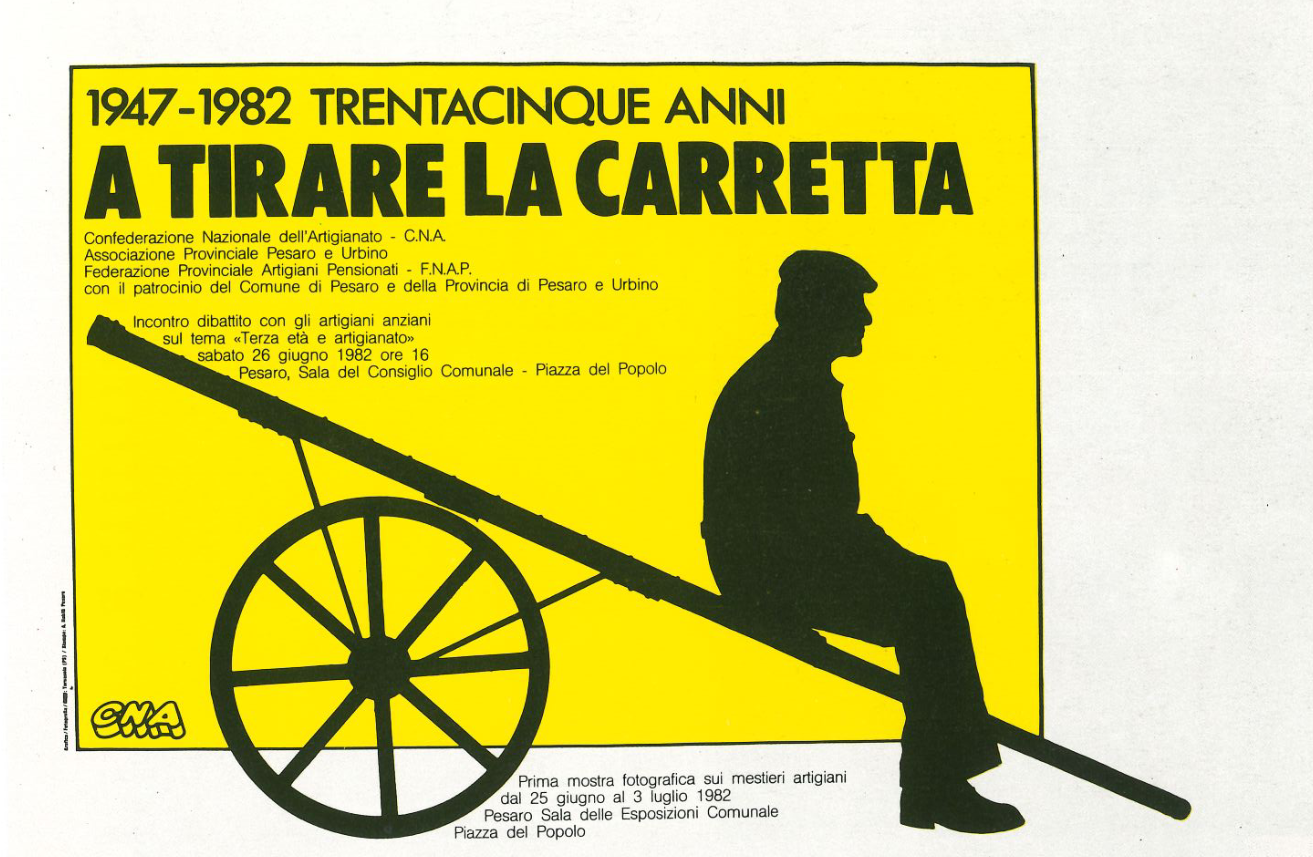 1947-1982 TRENTACINQUE ANNI
A TIRARE LA CARRETTA
Confederazione Nazionale dell'Artigianato - C.N.A.
Associazione Provinciale Pesaro e Urbino
Federazione Provinciale Artigiani Pensionati - F.N.A.P.
con il patrocinio del Comune di Pesaro e della Provincia di Pesaro e Urbino
Incontro dibattito con gli artigiani anziani
sul tema «Terza età e artigianato»
sabato 26 giugno 1982 ore 16
Pesaro, Sala del Consiglio Comunale - Piazza del Popolo
CNA
Prima mostra fotografica sui mestieri artigiani
dal 25 giugno al 3 luglio 1982
Pesaro Sala delle Esposizioni Comunale
Piazza del Popolo